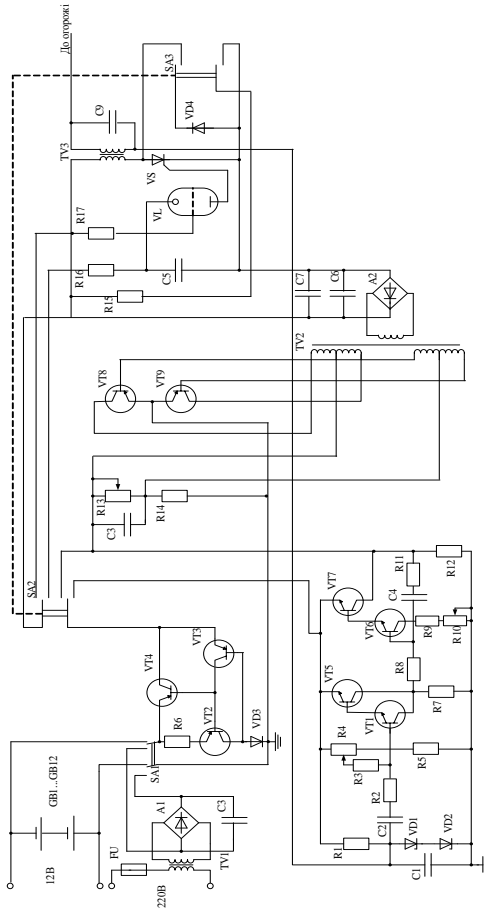 До огорожі
SA3
C9
TV3
VD4
VS
VL
R17
R16
C5
R15
C7
C6
A2
TV2
VT8
VT9
R13
C3
R14
SA2
R11
C4
R12
VT7
VT6
R9
R10
VT3
VT4
VT5
R8
R7
R6
VT2
VD3
VT1
R4
R3
R5
R2
SA1
GB1...GB12
A1
C3
C2
R1
VD1
VD2
C1
12В
FU
TV1
220В